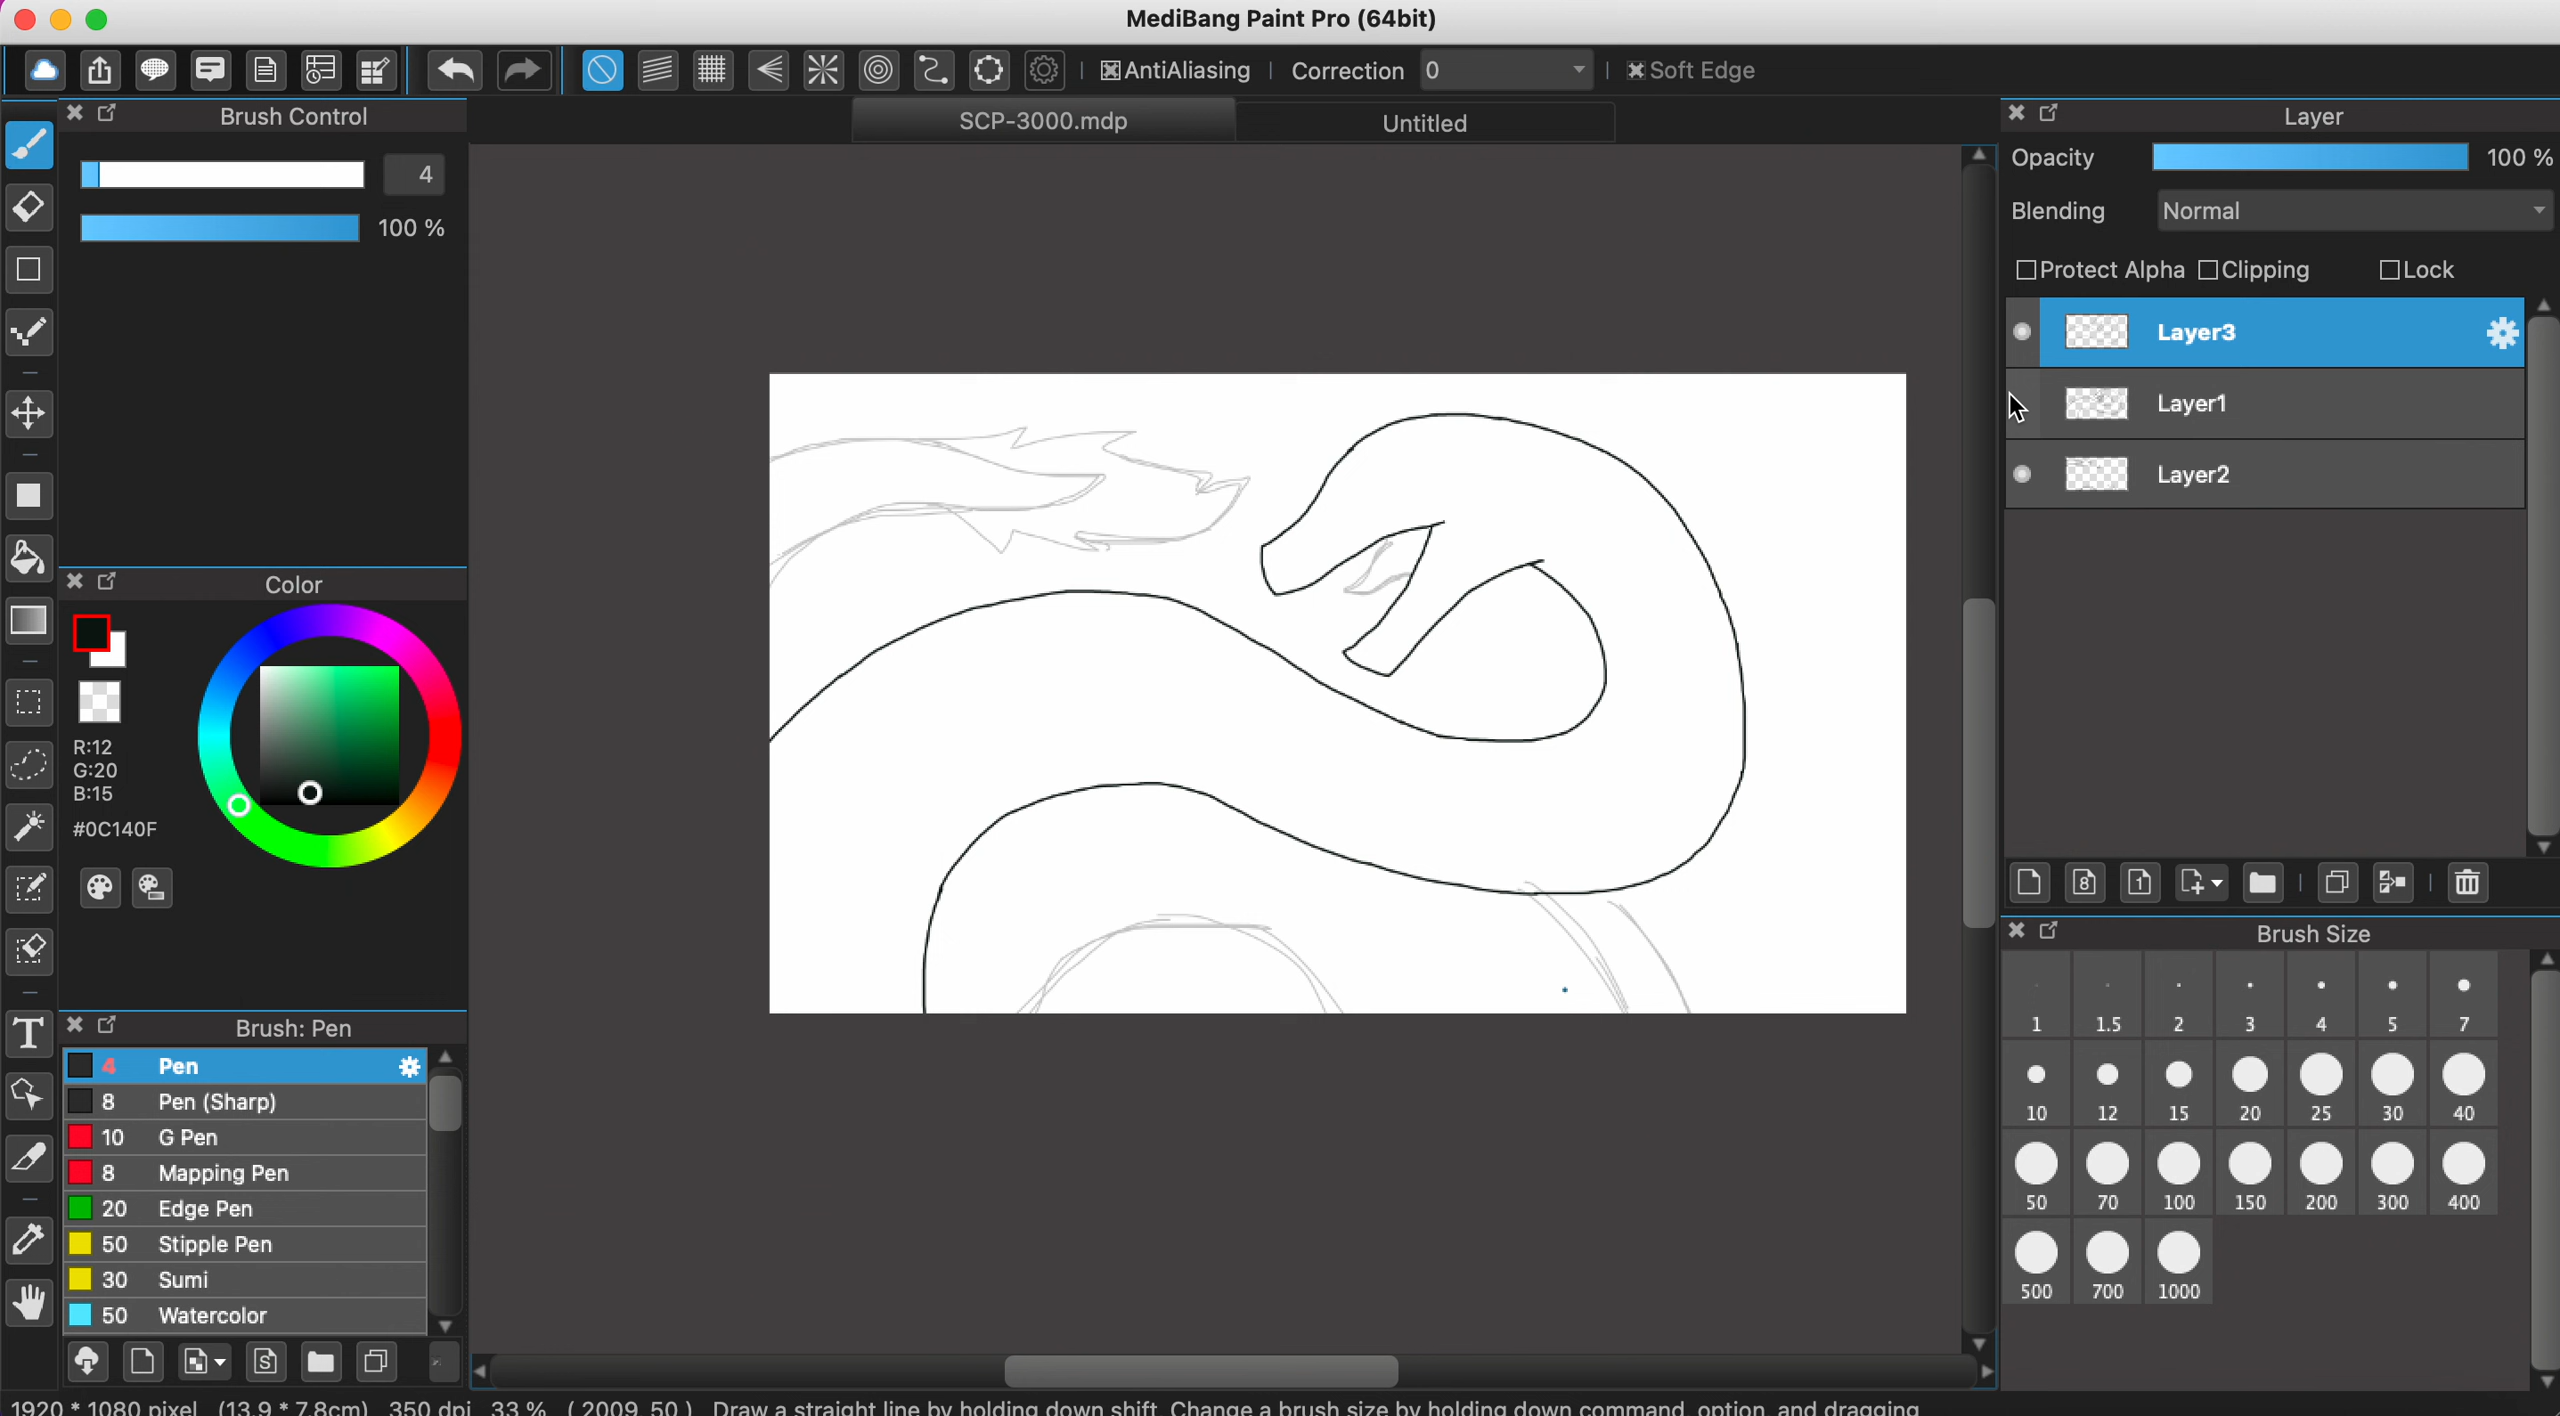 MediBang Paint Pro (64bit)
AntiAliasing
Correction 0
Soft Edge
Brush Control
4
100 %
SCP-3000.mdp
Untitled
Layer
Opacity 100 %
Blending Normal
Protect Alpha Clipping Lock
Layer3
Layer1
Layer2
Color
R:12
G:20
B:15
#0C140F
8 1
Brush: Pen
4 Pen
8 Pen (Sharp)
10 G Pen
8 Mapping Pen
20 Edge Pen
50 Stipple Pen
30 Sumi
50 Watercolor
S
T
Brush Size
1 1.5 2 3 4 5 7
10 12 15 20 25 30 40
50 70 100 150 200 300 400
500 700 1000
1920 * 1080 pixel (13.9 * 7.8cm) 350 dpi 33 % ( 2009, 50 ) Draw a straight line by holding down shift, Change a brush size by holding down command, option, and dragging